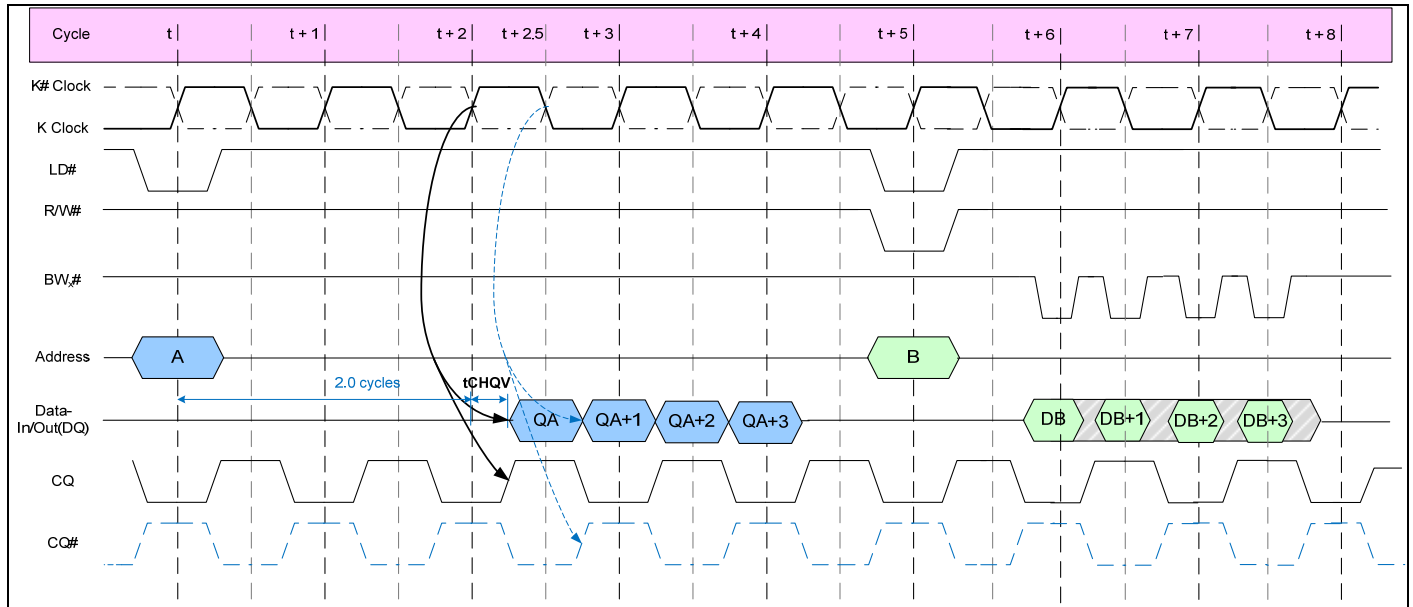 Cycle t t + 1 t + 2 t + 2.5 t + 3 t + 4 t + 5 t + 6 t + 7 t + 8
K# Clock
K Clock
LD#
R/W#
BWx#
Address A B
2.0 cycles tCHQV
Data-
In/Out(DQ) QA QA+1 QA+2 QA+3 DB DB+1 DB+2 DB+3
CQ
CQ#